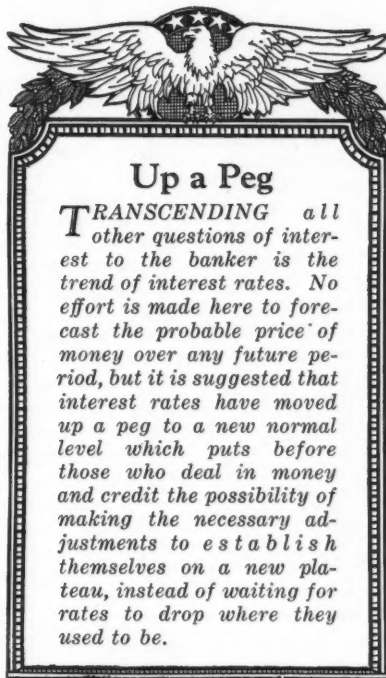 Up a Peg
TRANSCENDING all
other questions of inter-
est to the banker is the
trend of interest rates. No
effort is made here to fore-
cast the probable price of
money over any future pe-
riod, but it is suggested that
interest rates have moved
up a peg to a new normal
level which puts before
those who deal in money
and credit the possibility of
making the necessary ad-
justments to establish
themselves on a new pla-
teau, instead of waiting for
rates to drop where they
used to be.